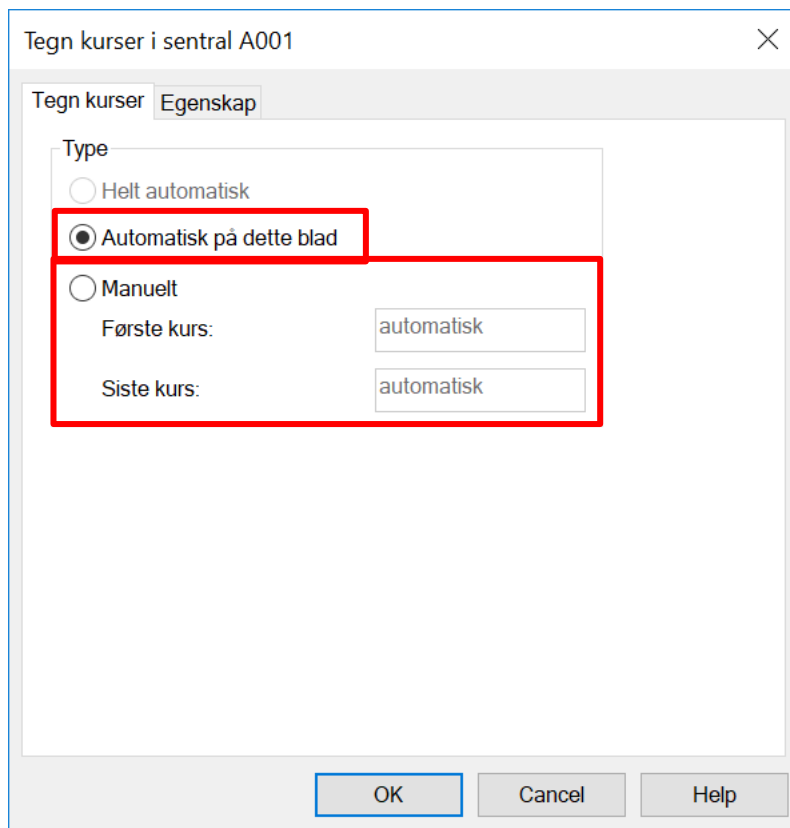 Tegn kurser i sentral A001
Tegn kurser Egenskap
Type
Helt automatisk
Automatisk på dette blad
Manuelt
Første kurs: automatisk
Siste kurs: automatisk
OK Cancel Help